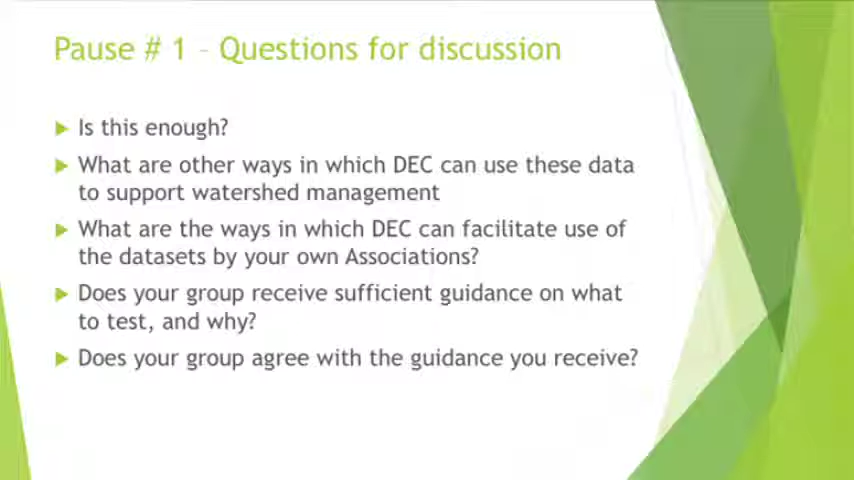 Pause # 1 – Questions for discussion
Is this enough?
What are other ways in which DEC can use these data
to support watershed management
What are the ways in which DEC can facilitate use of
the datasets by your own Associations?
Does your group receive sufficient guidance on what
to test, and why?
Does your group agree with the guidance you receive?